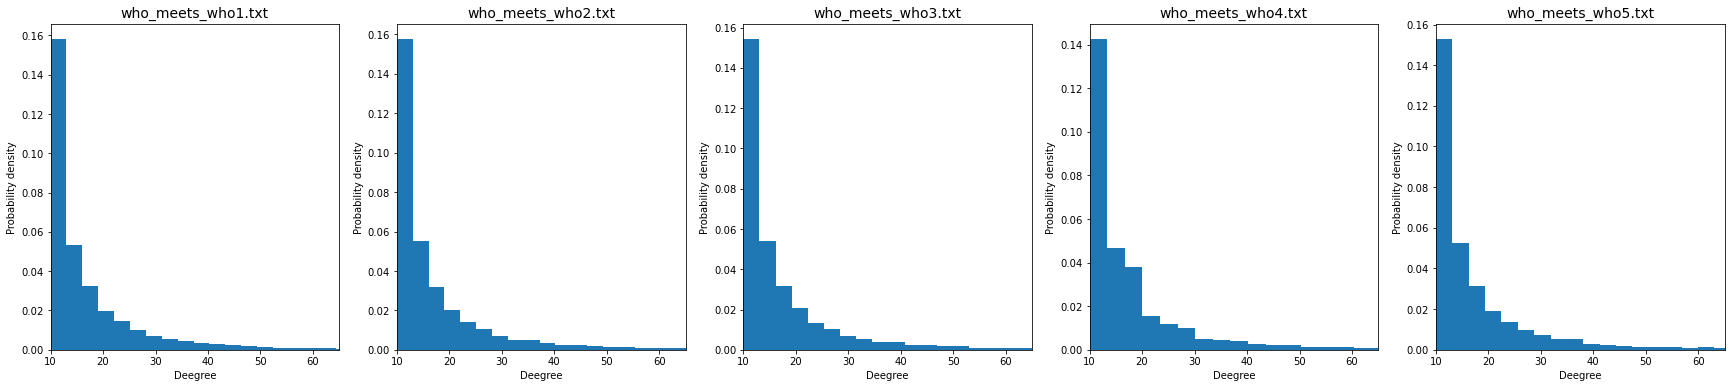 who_meets_who1.txt
Probability density
0.16
0.14
0.12
0.10
0.08
0.06
0.04
0.02
0.00
10 20 30 40 50 60
Deegree
who_meets_who2.txt
Probability density
0.16
0.14
0.12
0.10
0.08
0.06
0.04
0.02
0.00
10 20 30 40 50 60
Deegree
who_meets_who3.txt
Probability density
0.16
0.14
0.12
0.10
0.08
0.06
0.04
0.02
0.00
10 20 30 40 50 60
Deegree
who_meets_who4.txt
Probability density
0.14
0.12
0.10
0.08
0.06
0.04
0.02
0.00
10 20 30 40 50 60
Deegree
who_meets_who5.txt
Probability density
0.16
0.14
0.12
0.10
0.08
0.06
0.04
0.02
0.00
10 20 30 40 50 60
Deegree